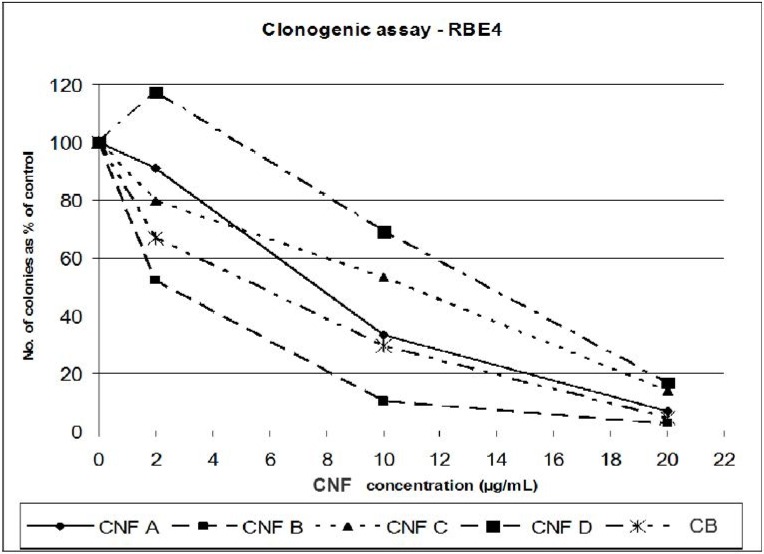 Clonogenic assay - RBE4
No. of colonies as % of control
120
100
80
60
40
20
0
0 2 4 6 8 10 12 14 16 18 20 22
CNF concentration (µg/mL)
CNF A CNF B CNF C CNF D CB